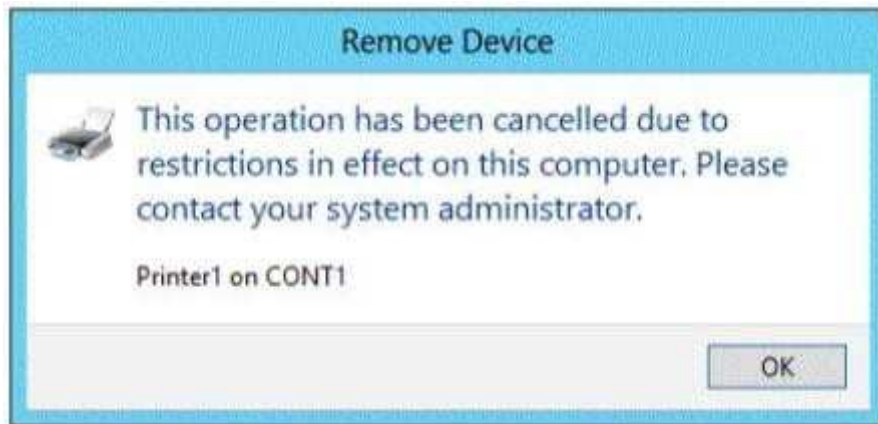 Remove Device
This operation has been cancelled due to
restrictions in effect on this computer. Please
contact your system administrator.
Printer1 on CONT1
OK